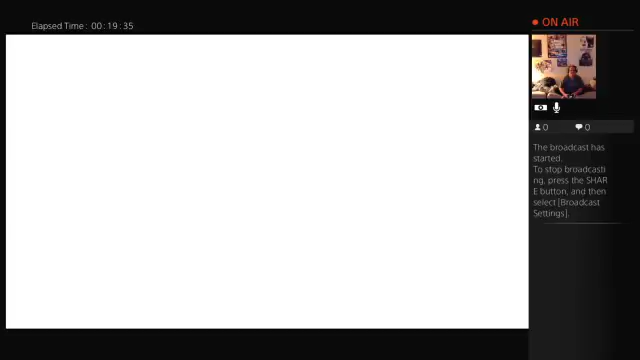 Elapsed Time : 00 : 19 : 35
ON AIR
0 0
The broadcast has
started.
To stop broadcasti
ng, press the SHAR
E button, and then
select [Broadcast
Settings].